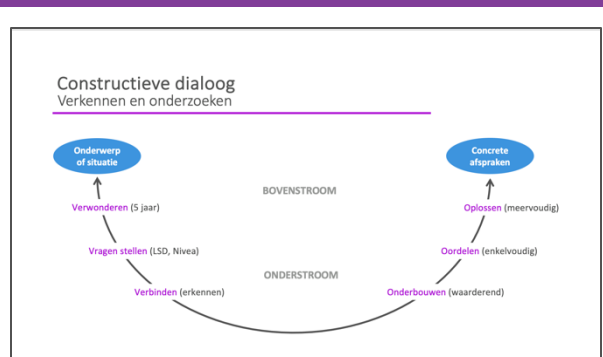 Constructieve dialoog
Verkennen en onderzoeken
Onderwerp
of situatie
Concrete
afspraken
BOVENSTROOM
Verwonderen (5 jaar)
Oplossen (meervoudig)
Vragen stellen (LSD, Nivea)
Oordelen (enkelvoudig)
ONDERSTROOM
Verbinden (erkennen)
Onderbouwen (waarderend)